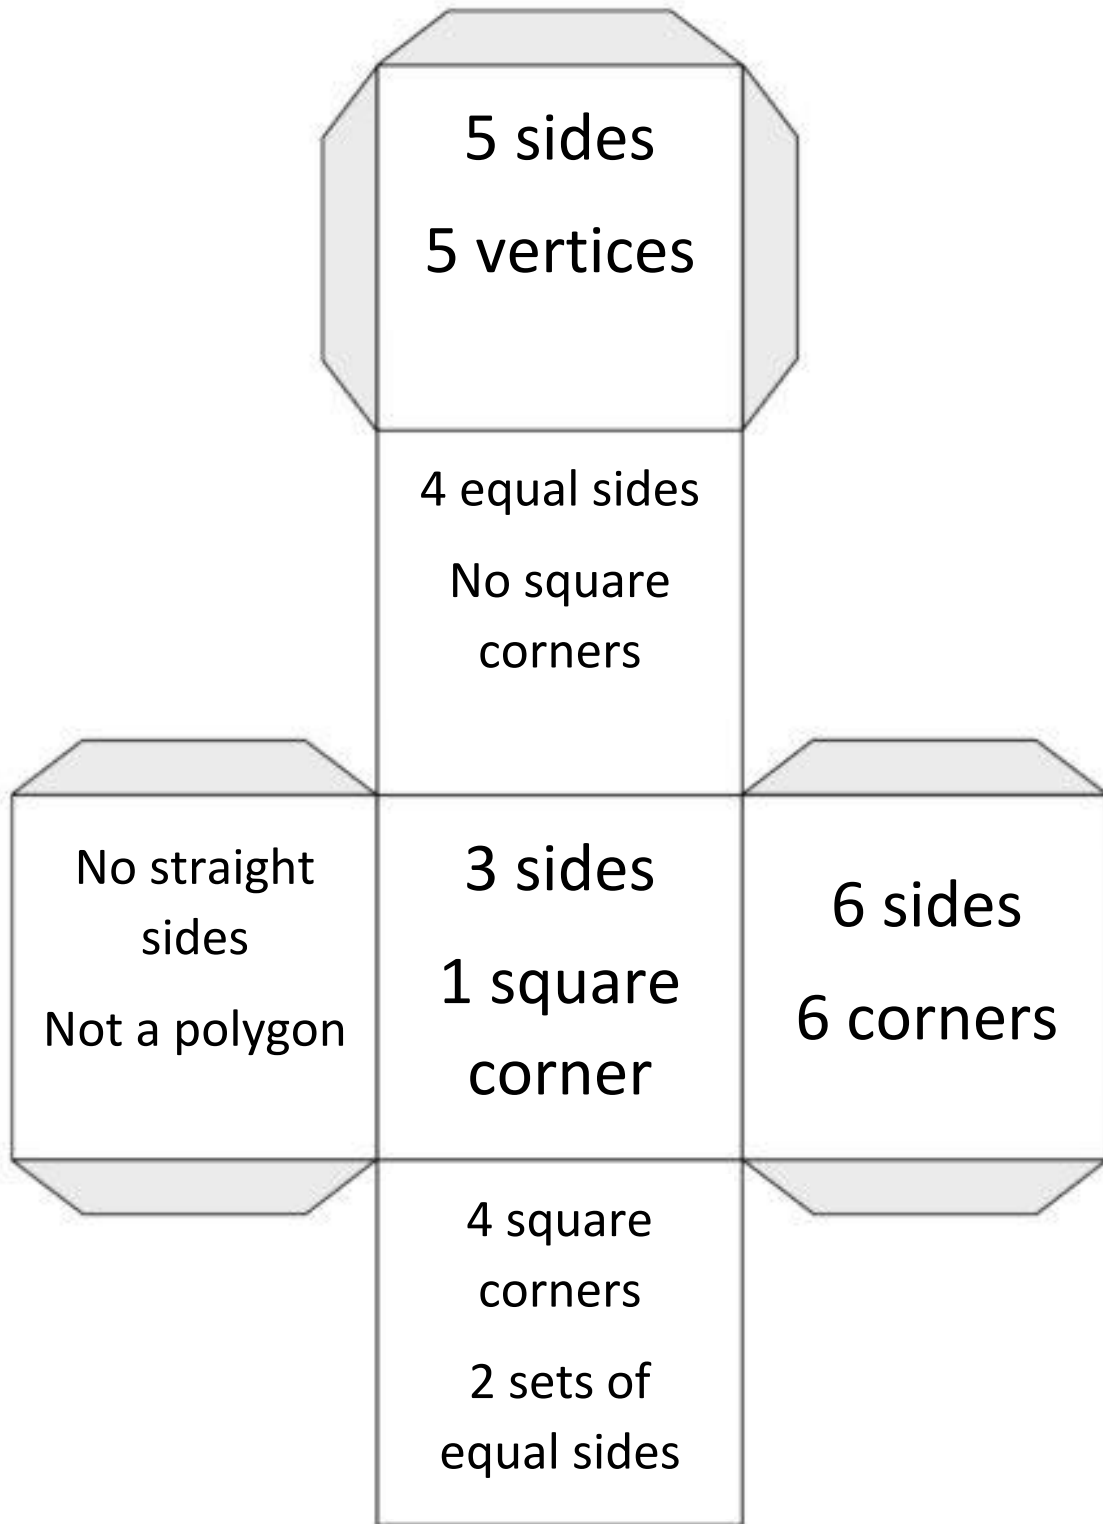 5 sides
5 vertices
4 equal sides
No square
corners
No straight
sides
Not a polygon
3 sides
1 square
corner
6 sides
6 corners
4 square
corners
2 sets of
equal sides